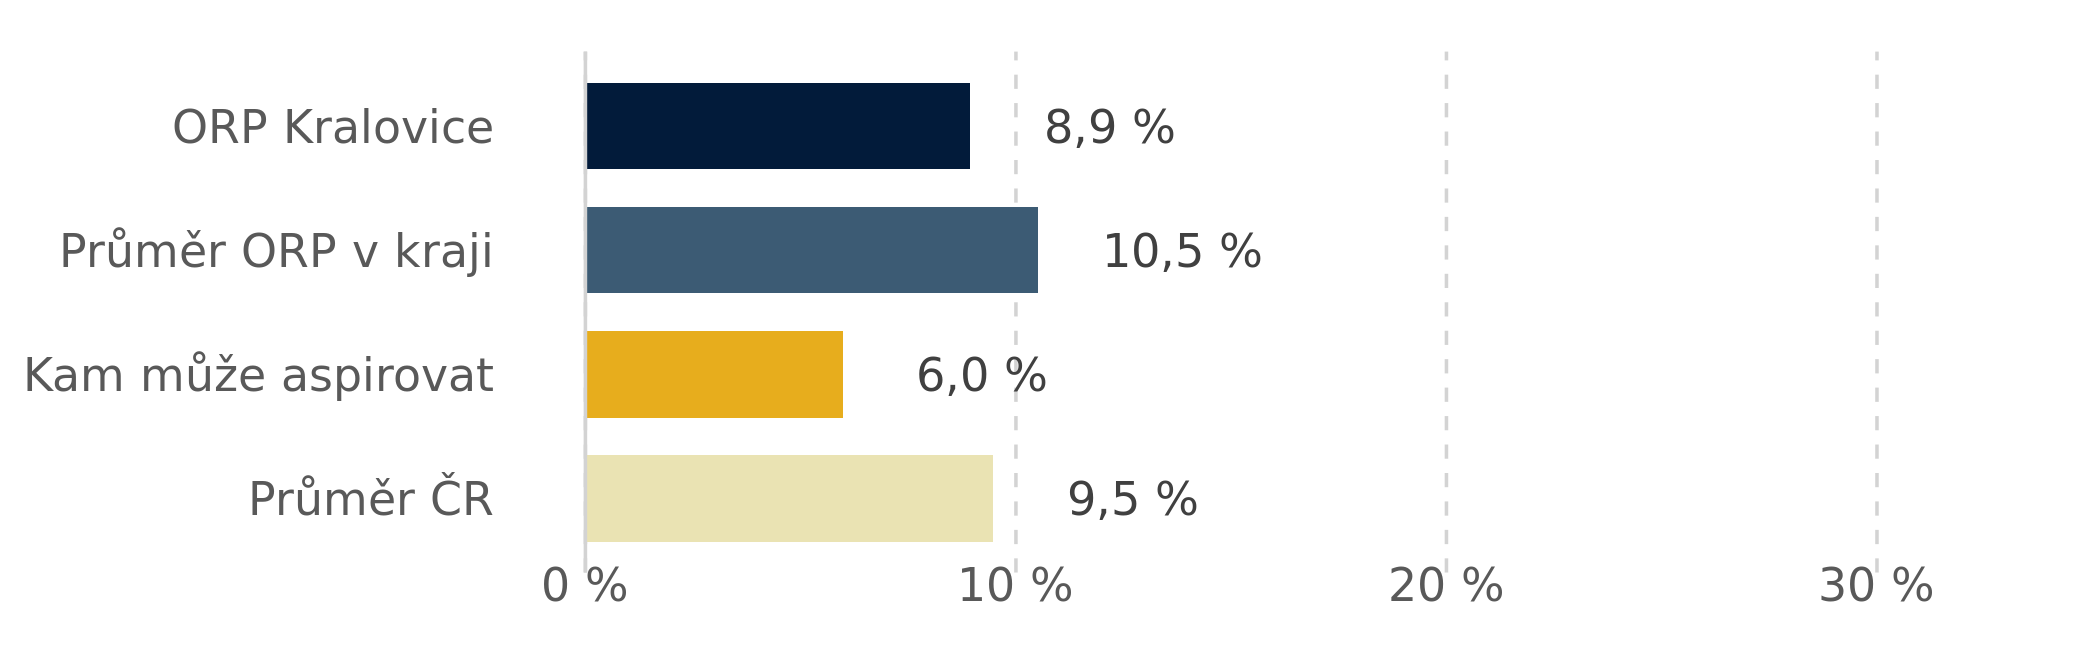 ORP Kralovice 8,9 %
Průměr ORP v kraji 10,5 %
Kam může aspirovat 6,0 %
Průměr ČR 9,5 %
0 % 10 % 20 % 30 %